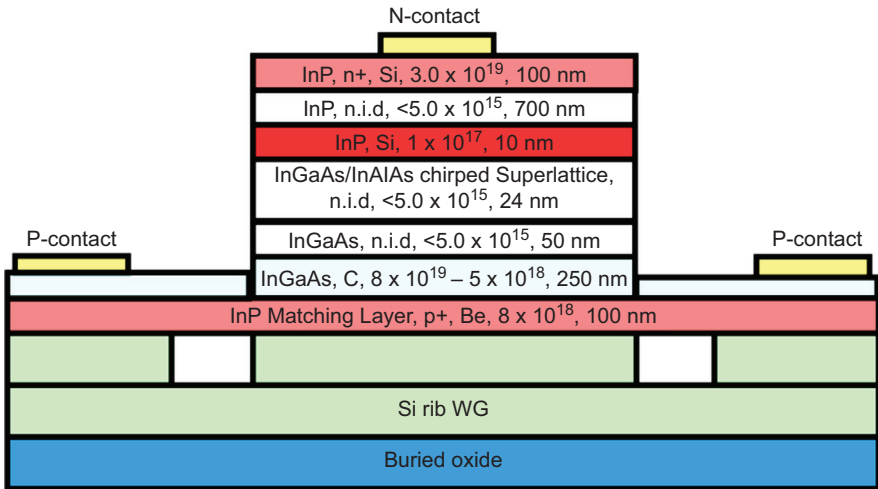 N-contact
InP, n+, Si, 3.0 x 10¹⁹, 100 nm
InP, n.i.d, <5.0 x 10¹⁵, 700 nm
InP, Si, 1 x 10¹⁷, 10 nm
InGaAs/InAlAs chirped Superlattice,
n.i.d, <5.0 x 10¹⁵, 24 nm
P-contact
InGaAs, n.i.d, <5.0 x 10¹⁵, 50 nm
P-contact
InGaAs, C, 8 x 10¹⁹ – 5 x 10¹⁸, 250 nm
InP Matching Layer, p+, Be, 8 x 10¹⁸, 100 nm
Si rib WG
Buried oxide